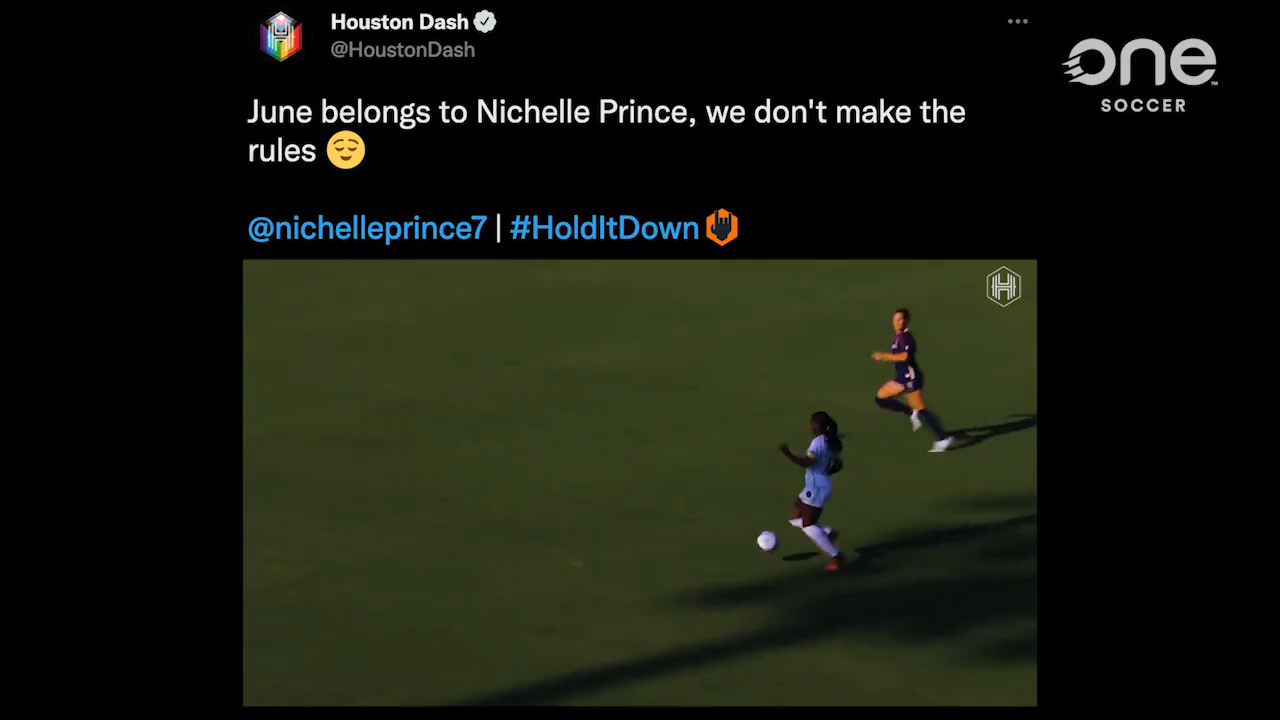 Houston Dash
@HoustonDash
one
SOCCER
June belongs to Nichelle Prince, we don't make the
rules 😌
@nichelleprince7 | #HoldItDown